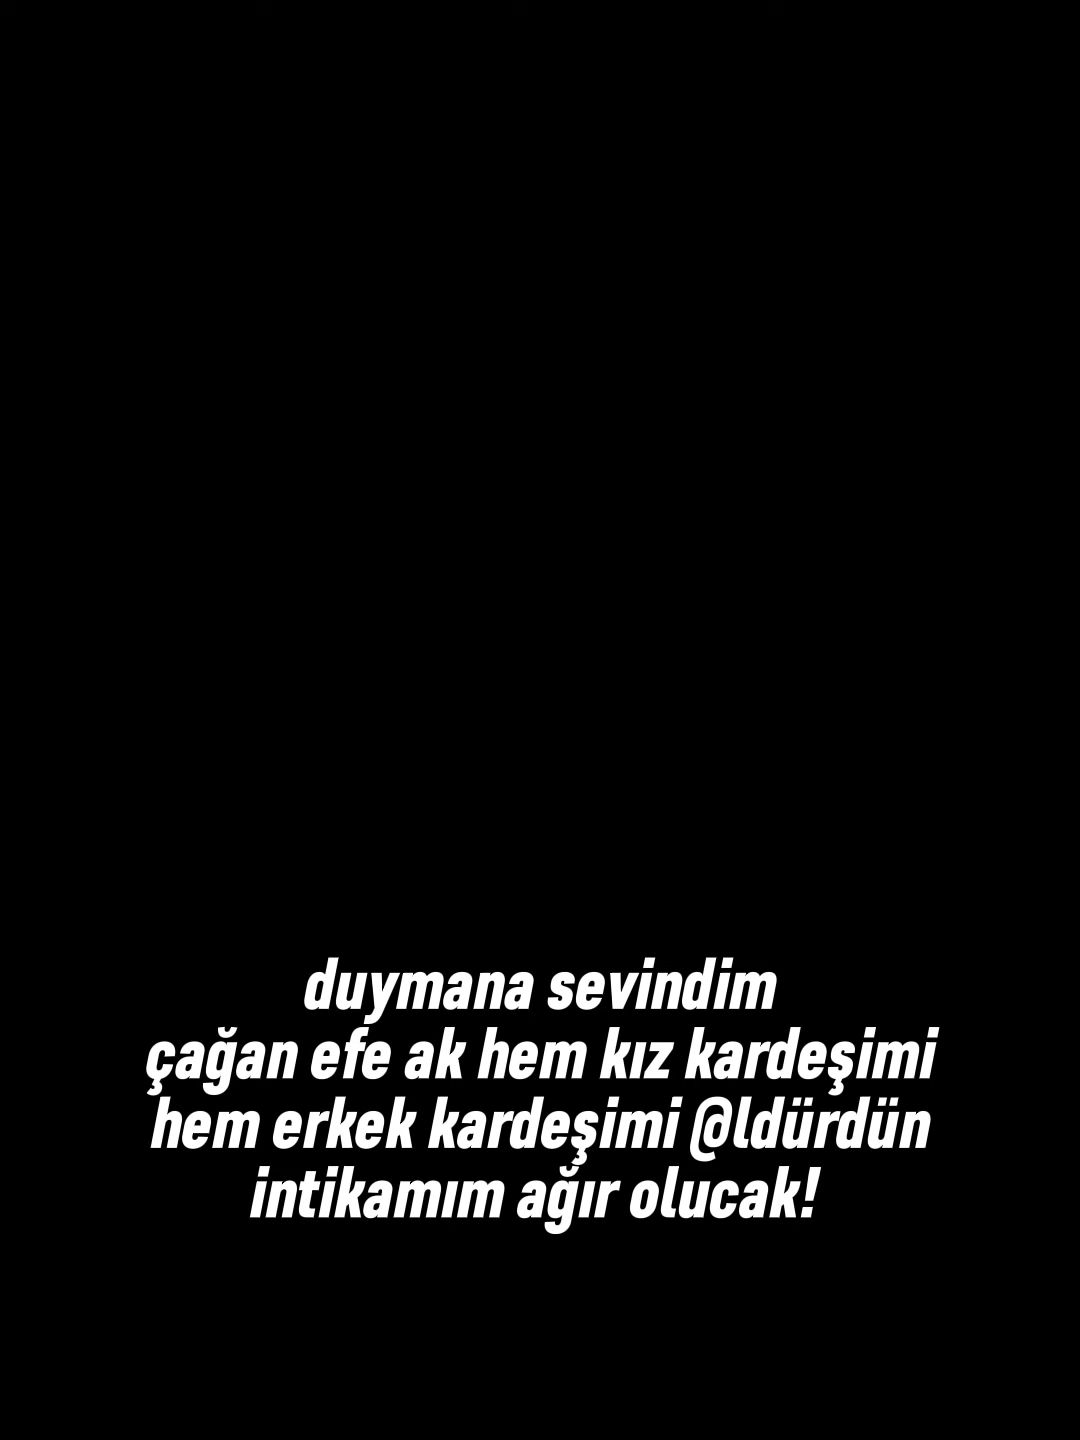 duymana sevindim
çağan efe ak hem kız kardeşimi
hem erkek kardeşimi @ldürdün
intikamım ağır olucak!